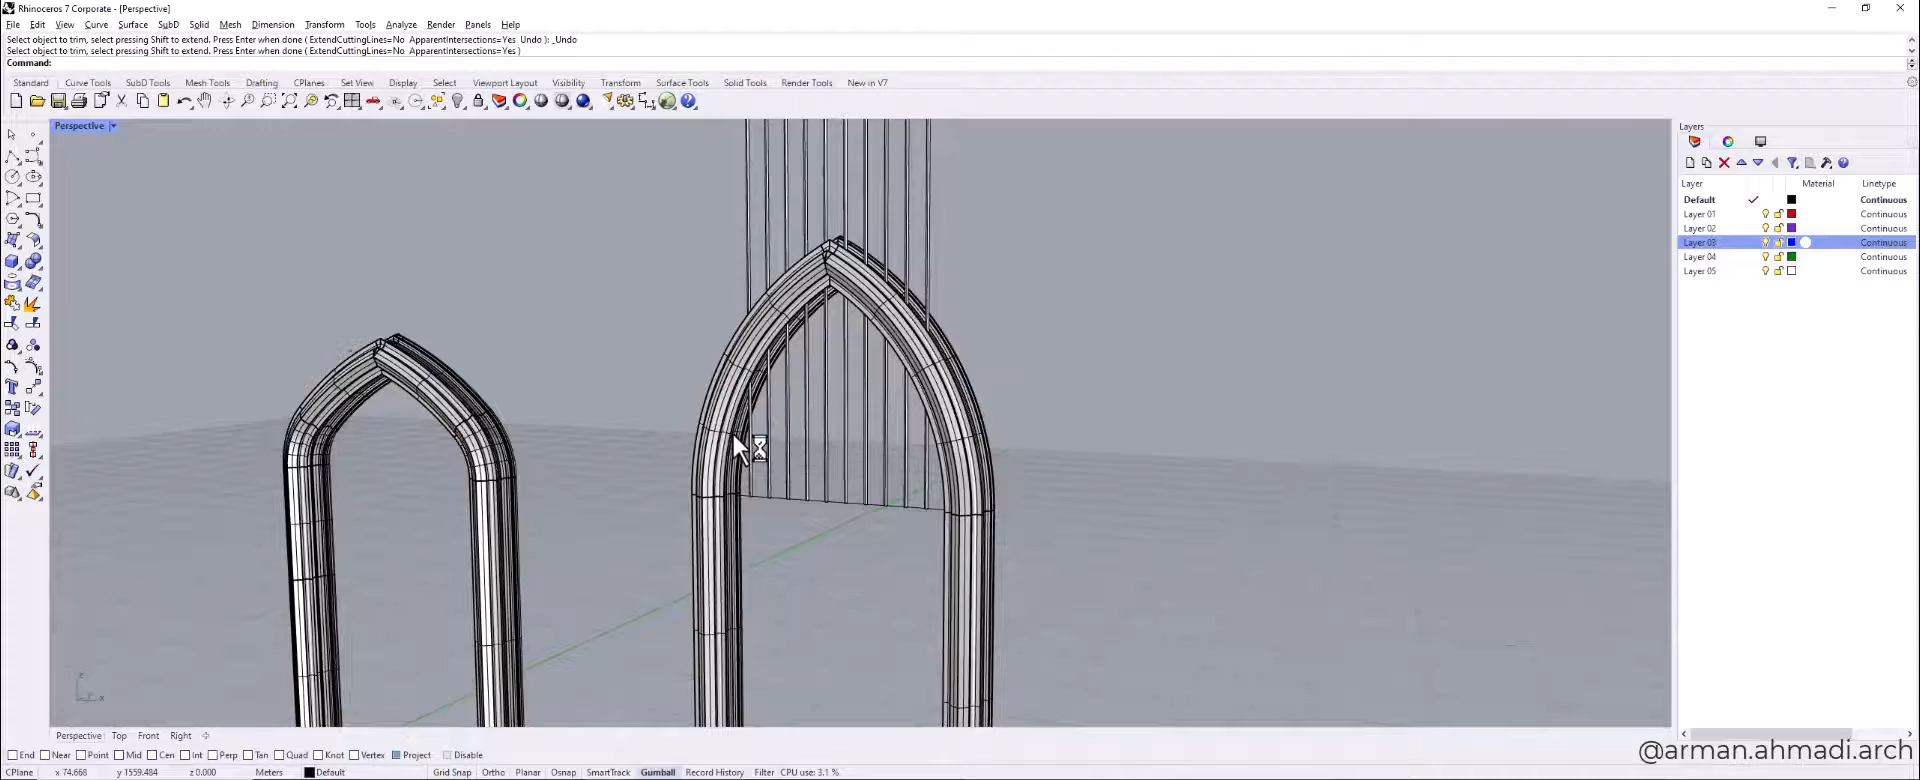 Rhinoceros 7 Corporate - [Perspective]
File Edit View Curve Surface SubD Solid Mesh Dimension Transform Tools Analyze Render Panels Help
Select object to trim, select pressing Shift to extend. Press Enter when done ( ExtendCuttingLines=No ApparentIntersections=Yes Undo ): _Undo
Select object to trim, select pressing Shift to extend. Press Enter when done ( ExtendCuttingLines=No ApparentIntersections=Yes )
Command:
Standard Curve Tools SubD Tools Mesh Tools Drafting CPlanes Set View Display Select Viewport Layout Visibility Transform Surface Tools Solid Tools Render Tools New in V7
Perspective
Layers
Layer Material Linetype
Default Continuous
Layer 01 Continuous
Layer 02 Continuous
Layer 03 Continuous
Layer 04 Continuous
Layer 05 Continuous
z
x
Perspective Top Front Right
End Near Point Mid Cen Int Perp Tan Quad Knot Vertex Project Disable
@arman.ahmadi.arch
CPlane x 74.668 y 1559.484 z 0.000 Meters Default Grid Snap Ortho Planar Osnap SmartTrack Gumball Record History Filter CPU use: 3.1 %